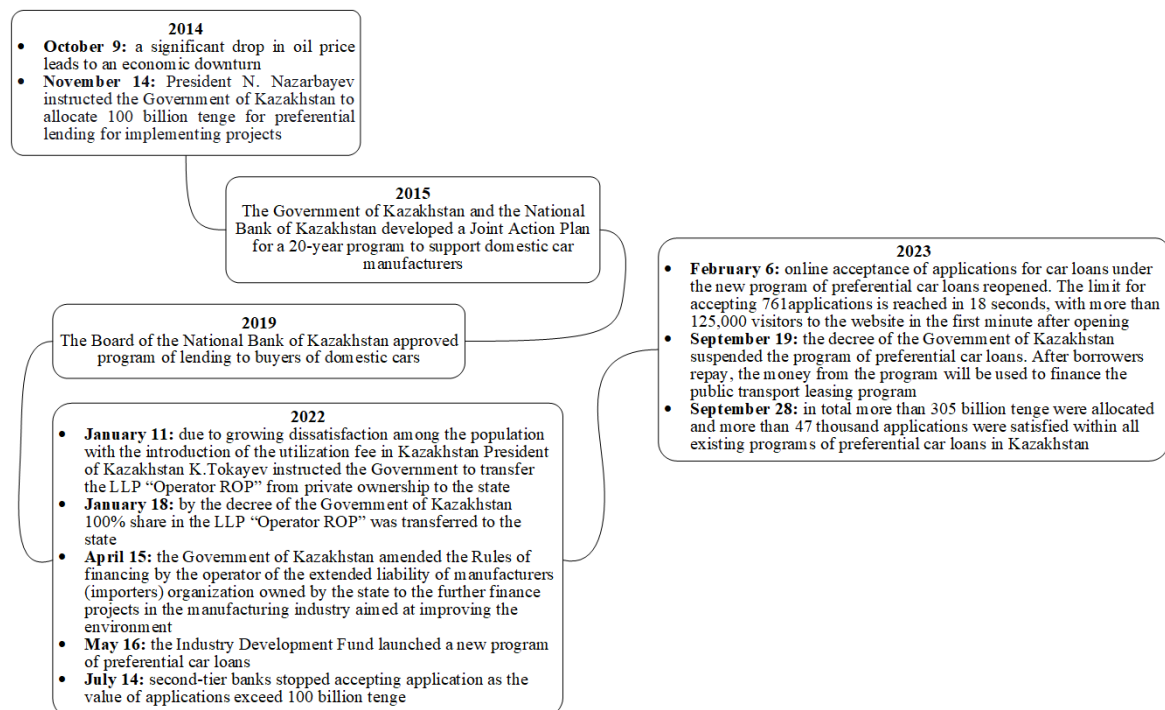 2014
• October 9: a significant drop in oil price
leads to an economic downturn
• November 14: President N. Nazarbayev
instructed the Government of Kazakhstan to
allocate 100 billion tenge for preferential
lending for implementing projects
2015
The Government of Kazakhstan and the National
Bank of Kazakhstan developed a Joint Action Plan
for a 20-year program to support domestic car
manufacturers
2019
The Board of the National Bank of Kazakhstan approved
program of lending to buyers of domestic cars
2022
• January 11: due to growing dissatisfaction among the population
with the introduction of the utilization fee in Kazakhstan President
of Kazakhstan K.Tokayev instructed the Government to transfer
the LLP “Operator ROP” from private ownership to the state
• January 18: by the decree of the Government of Kazakhstan
100% share in the LLP “Operator ROP” was transferred to the
state
• April 15: the Government of Kazakhstan amended the Rules of
financing by the operator of the extended liability of manufacturers
(importers) organization owned by the state to the further finance
projects in the manufacturing industry aimed at improving the
environment
• May 16: the Industry Development Fund launched a new program
of preferential car loans
• July 14: second-tier banks stopped accepting application as the
value of applications exceed 100 billion tenge
2023
• February 6: online acceptance of applications for car loans under
the new program of preferential car loans reopened. The limit for
accepting 761applications is reached in 18 seconds, with more than
125,000 visitors to the website in the first minute after opening
• September 19: the decree of the Government of Kazakhstan
suspended the program of preferential car loans. After borrowers
repay, the money from the program will be used to finance the
public transport leasing program
• September 28: in total more than 305 billion tenge were allocated
and more than 47 thousand applications were satisfied within all
existing programs of preferential car loans in Kazakhstan